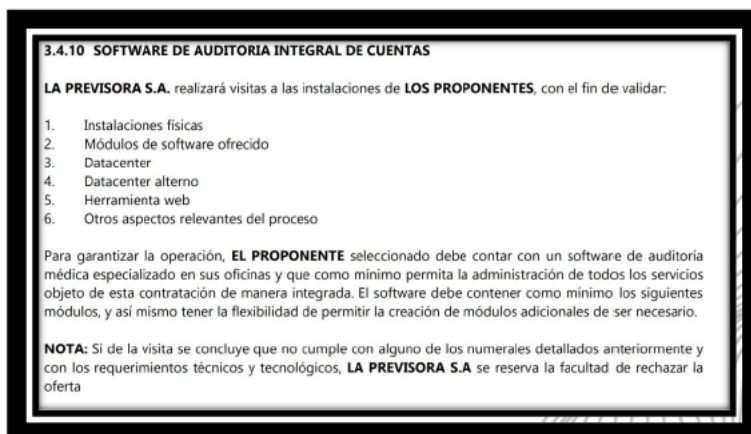 3.4.10 SOFTWARE DE AUDITORIA INTEGRAL DE CUENTAS
LA PREVISORA S.A. realizará visitas a las instalaciones de LOS PROPONENTES, con el fin de validar:
1. Instalaciones físicas
2. Módulos de software ofrecido
3. Datacenter
4. Datacenter alterno
5. Herramienta web
6. Otros aspectos relevantes del proceso
Para garantizar la operación, EL PROPONENTE seleccionado debe contar con un software de auditoría
médica especializado en sus oficinas y que como mínimo permita la administración de todos los servicios
objeto de esta contratación de manera integrada. El software debe contener como mínimo los siguientes
módulos, y así mismo tener la flexibilidad de permitir la creación de módulos adicionales de ser necesario.
NOTA: Si de la visita se concluye que no cumple con alguno de los numerales detallados anteriormente y
con los requerimientos técnicos y tecnológicos, LA PREVISORA S.A se reserva la facultad de rechazar la
oferta